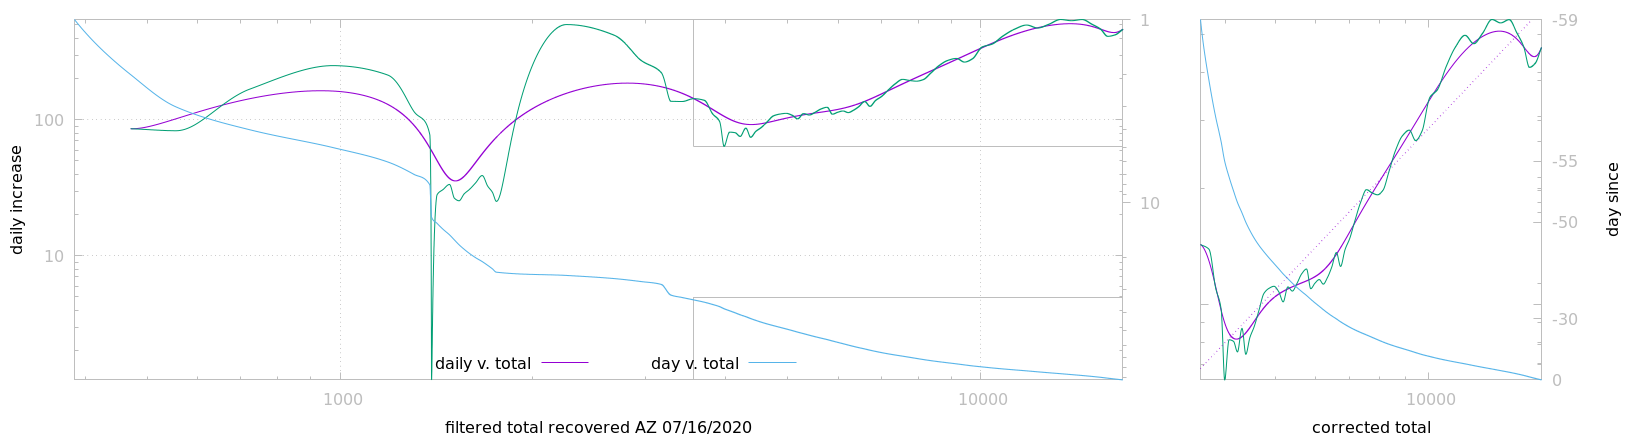 daily increase
100
10
1
10
daily v. total
day v. total
1000
10000
filtered total recovered AZ 07/16/2020
-59
-55
-50
-30
0
day since
10000
corrected total